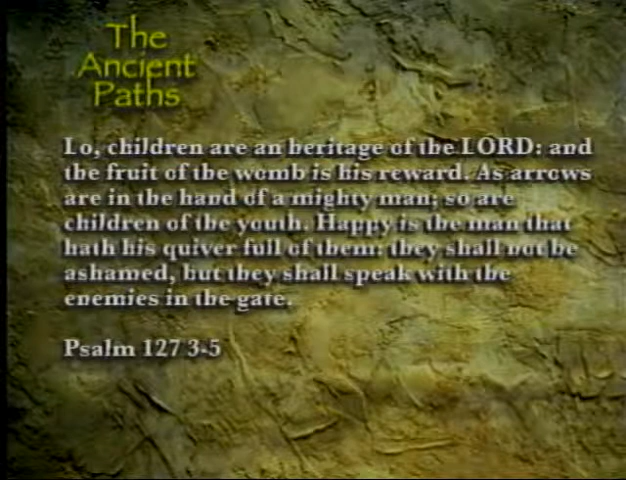 The
Ancient
Paths
Lo, children are an heritage of the LORD: and
the fruit of the womb is his reward. As arrows
are in the hand of a mighty man; so are
children of the youth. Happy is the man that
hath his quiver full of them: they shall not be
ashamed, but they shall speak with the
enemies in the gate.
Psalm 127 3-5